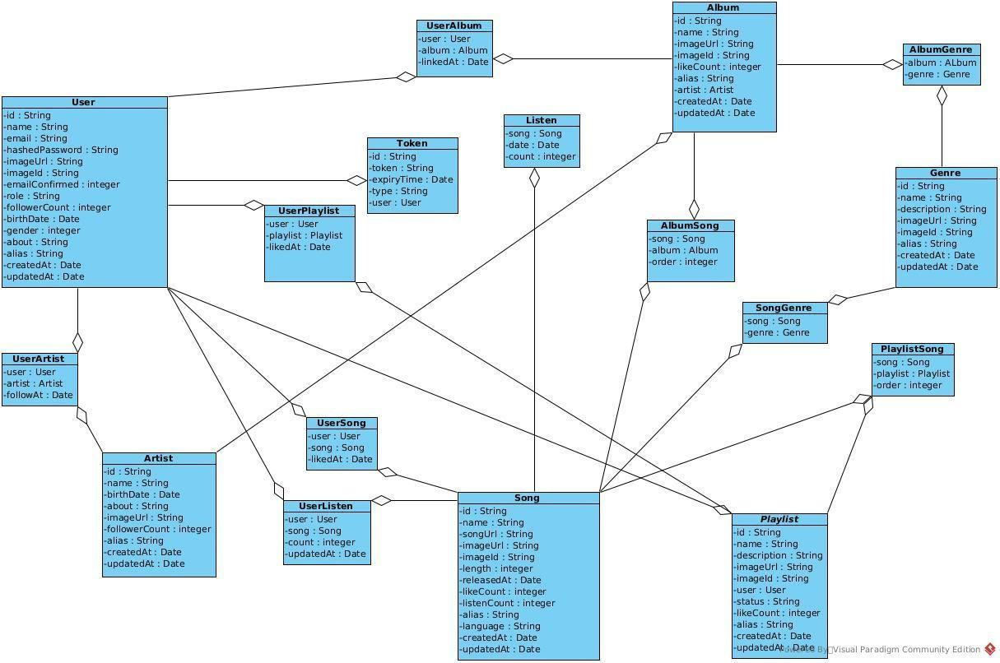 UserAlbum
-user : User
-album : Album
-linkedAt : Date
Album
-id : String
-name : String
-imageUrl : String
-imageId : String
-likeCount : integer
-alias : String
-artist : Artist
-createdAt : Date
-updatedAt : Date
AlbumGenre
-album : ALbum
-genre : Genre
User
-id : String
-name : String
-email : String
-hashedPassword : String
-imageUrl : String
-imageId : String
-emailConfirmed : integer
-role : String
-followerCount : integer
-birthDate : Date
-gender : integer
-about : String
-alias : String
-createdAt : Date
-updatedAt : Date
Token
-id : String
-token : String
-expiryTime : Date
-type : String
-user : User
Listen
-song : Song
-date : Date
-count : integer
Genre
-id : String
-name : String
-description : String
-imageUrl : String
-imageId : String
-alias : String
-createdAt : Date
-updatedAt : Date
UserPlaylist
-user : User
-playlist : Playlist
-likedAt : Date
AlbumSong
-song : Song
-album : Album
-order : integer
SongGenre
-song : Song
-genre : Genre
PlaylistSong
-song : Song
-playlist : Playlist
-order : integer
UserArtist
-user : User
-artist : Artist
-followAt : Date
UserSong
-user : User
-song : Song
-likedAt : Date
Artist
-id : String
-name : String
-birthDate : Date
-about : String
-imageUrl : String
-followerCount : integer
-alias : String
-createdAt : Date
-updatedAt : Date
UserListen
-user : User
-song : Song
-count : integer
-updatedAt : Date
Song
-id : String
-name : String
-songUrl : String
-imageUrl : String
-imageId : String
-length : integer
-releasedAt : Date
-likeCount : integer
-listenCount : integer
-alias : String
-language : String
-createdAt : Date
-updatedAt : Date
Playlist
-id : String
-name : String
-description : String
-imageUrl : String
-imageId : String
-user : User
-status : String
-likeCount : integer
-alias : String
-createdAt : Date
-updatedAt : Date
Powered By Visual Paradigm Community Edition